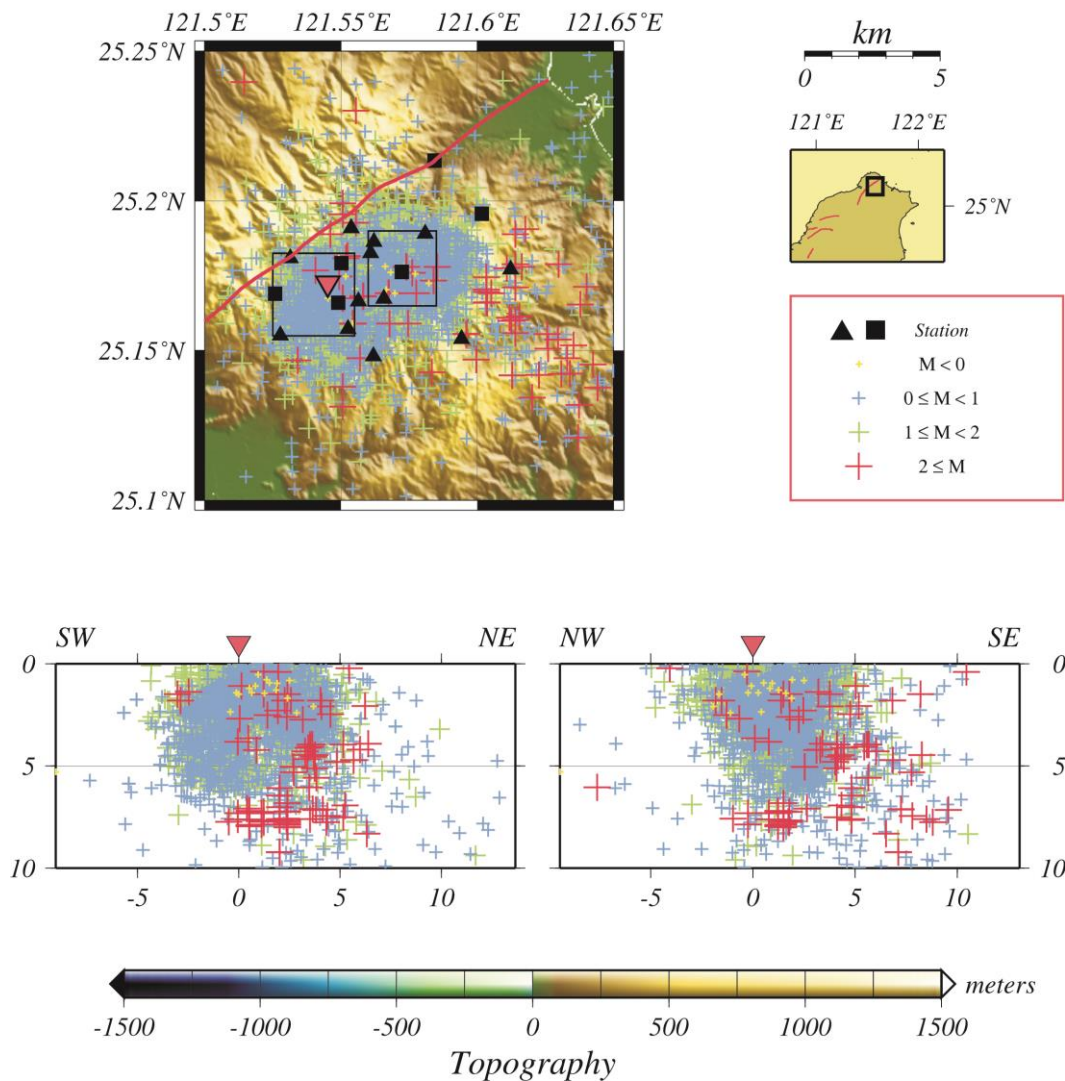 121.5°E 121.55°E 121.6°E 121.65°E
25.25°N
25.2°N
25.15°N
25.1°N
km
0 5
121°E 122°E
25°N
Station
M < 0
0 ≤ M < 1
1 ≤ M < 2
2 ≤ M
SW NE
0
5
10
-5 0 5 10
NW SE
0
5
10
-5 0 5 10
meters
-1500 -1000 -500 0 500 1000 1500
Topography